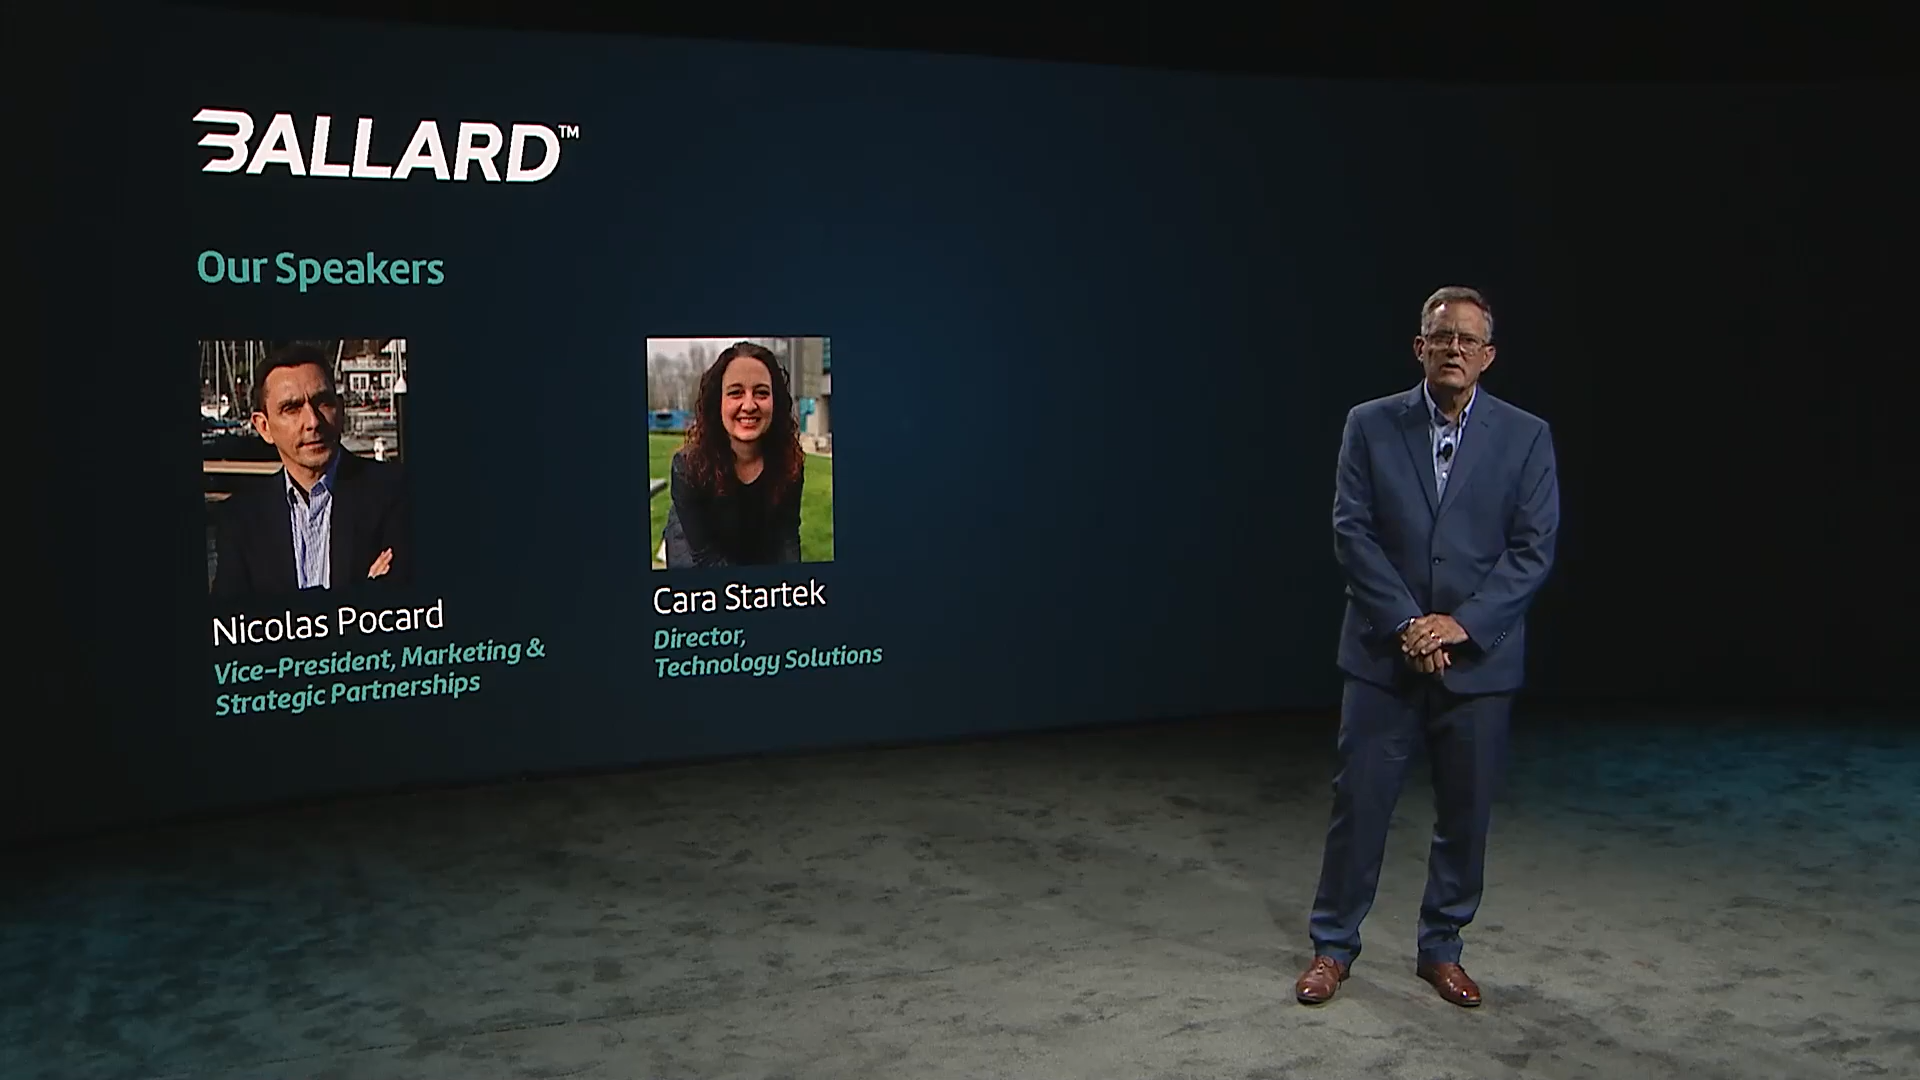 BALLARD™
Our Speakers
Nicolas Pocard
Vice-President, Marketing &
Strategic Partnerships
Cara Startek
Director,
Technology Solutions